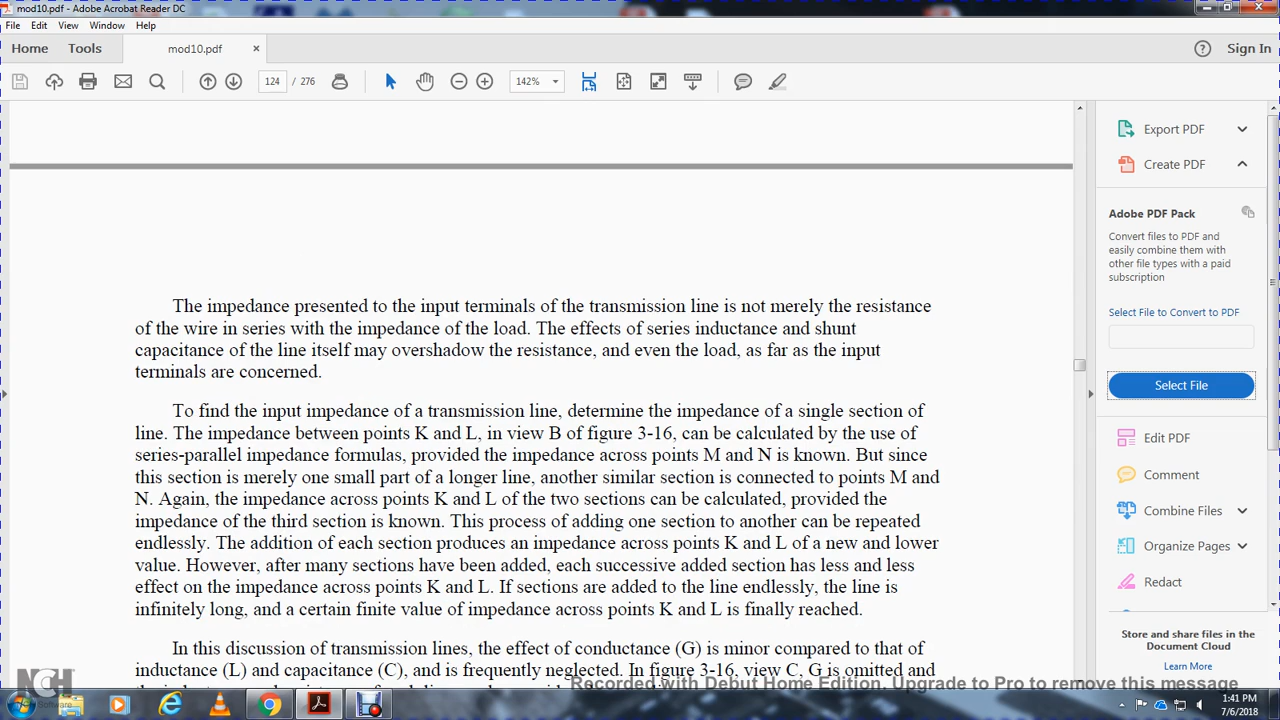 mod10.pdf - Adobe Acrobat Reader DC
File Edit View Window Help
Home Tools mod10.pdf × Sign In
124 / 276 142%
The impedance presented to the input terminals of the transmission line is not merely the resistance
of the wire in series with the impedance of the load. The effects of series inductance and shunt
capacitance of the line itself may overshadow the resistance, and even the load, as far as the input
terminals are concerned.
To find the input impedance of a transmission line, determine the impedance of a single section of
line. The impedance between points K and L, in view B of figure 3-16, can be calculated by the use of
series-parallel impedance formulas, provided the impedance across points M and N is known. But since
this section is merely one small part of a longer line, another similar section is connected to points M and
N. Again, the impedance across points K and L of the two sections can be calculated, provided the
impedance of the third section is known. This process of adding one section to another can be repeated
endlessly. The addition of each section produces an impedance across points K and L of a new and lower
value. However, after many sections have been added, each successive added section has less and less
effect on the impedance across points K and L. If sections are added to the line endlessly, the line is
infinitely long, and a certain finite value of impedance across points K and L is finally reached.
In this discussion of transmission lines, the effect of conductance (G) is minor compared to that of
inductance (L) and capacitance (C), and is frequently neglected. In figure 3-16, view C, G is omitted and
Export PDF
Create PDF
Adobe PDF Pack
Convert files to PDF and
easily combine them with
other file types with a paid
subscription
Select File to Convert to PDF
Select File
Edit PDF
Comment
Combine Files
Organize Pages
Redact
Store and share files in the
Document Cloud
Learn More
NCH Software
Recorded with Debut Home Edition. Upgrade to Pro to remove this message
1:41 PM
7/6/2018